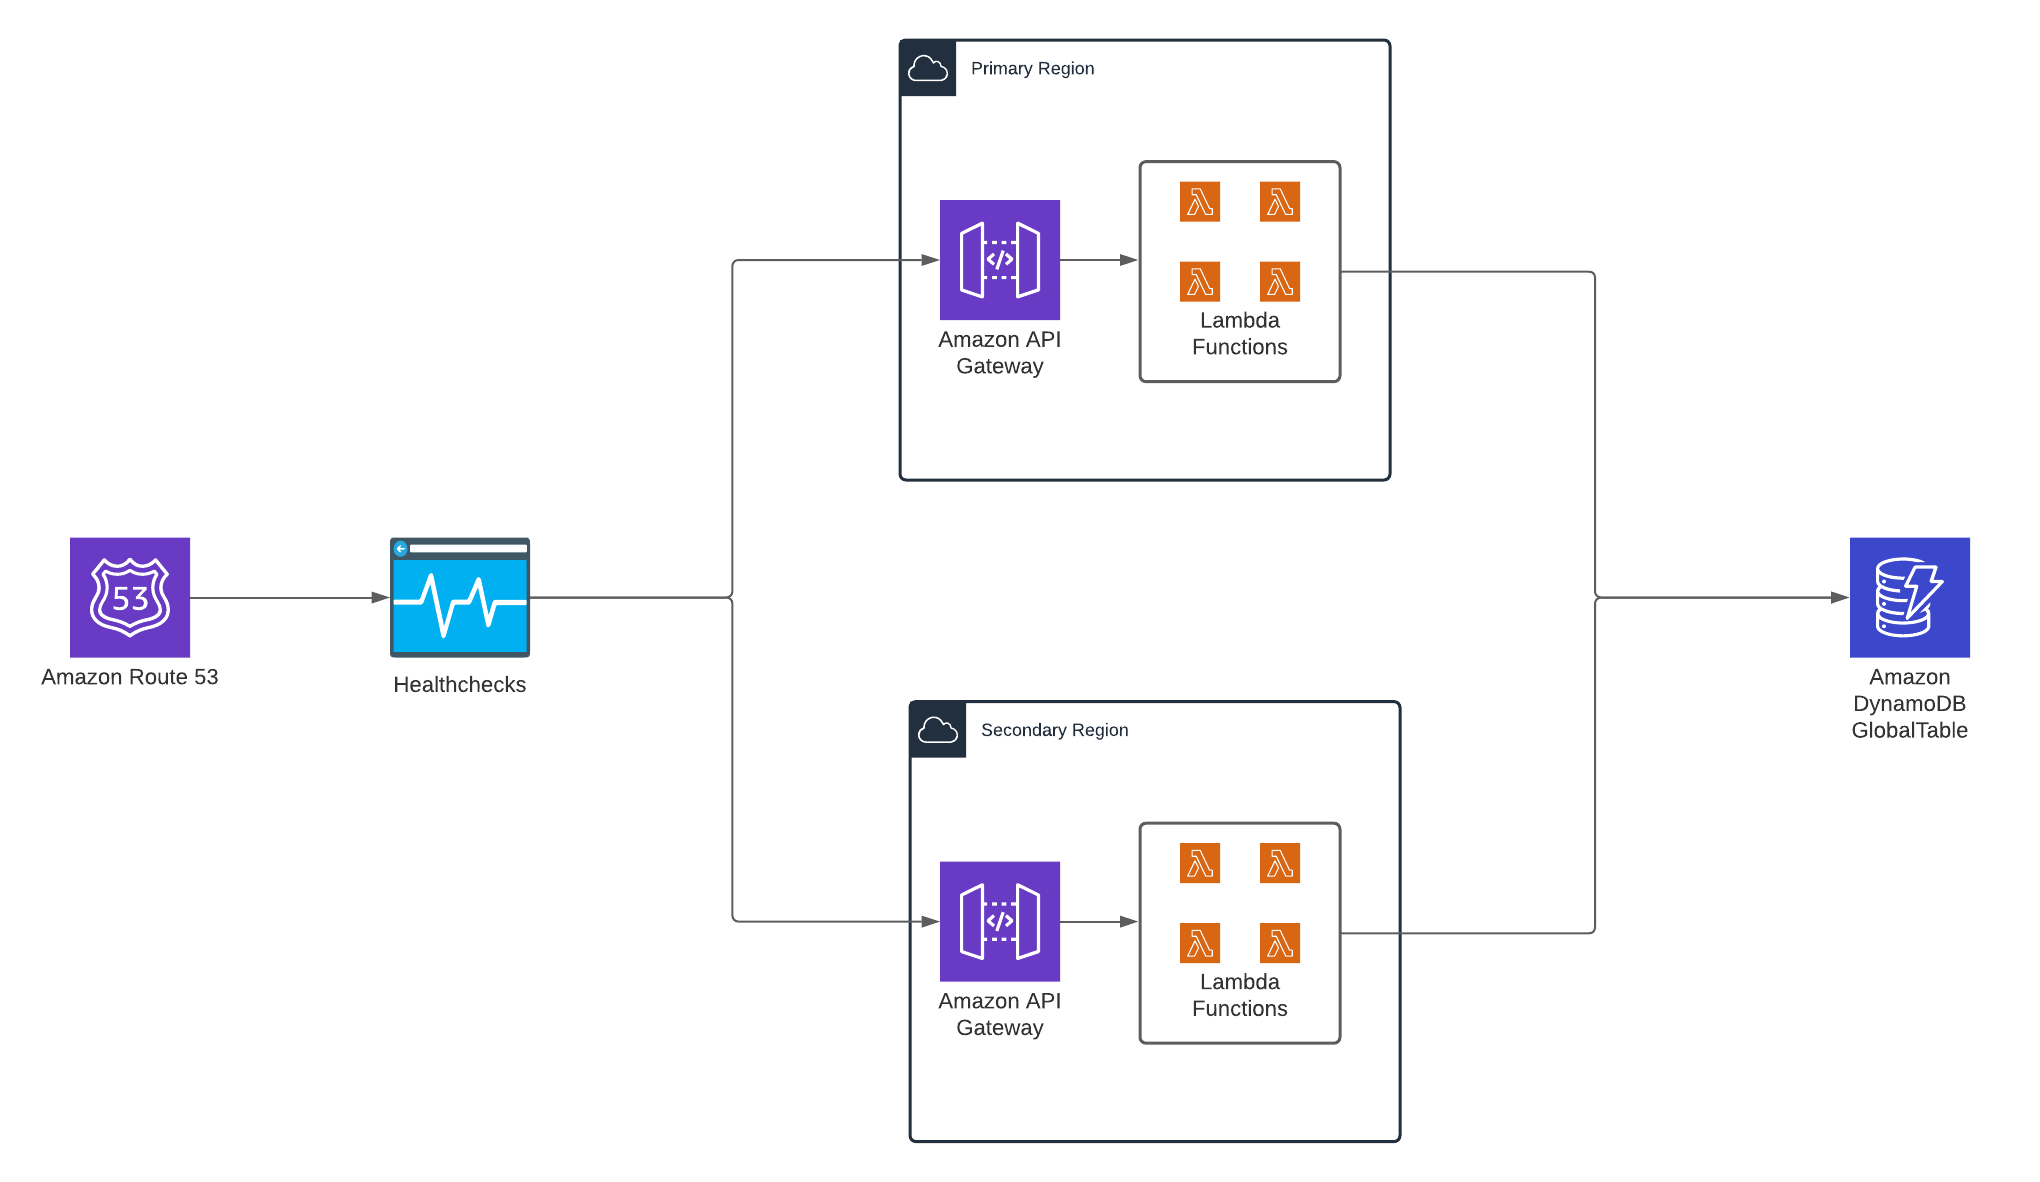 Primary Region
Amazon API
Gateway
Lambda
Functions
53
Amazon Route 53
Healthchecks
Amazon
DynamoDB
GlobalTable
Secondary Region
Amazon API
Gateway
Lambda
Functions